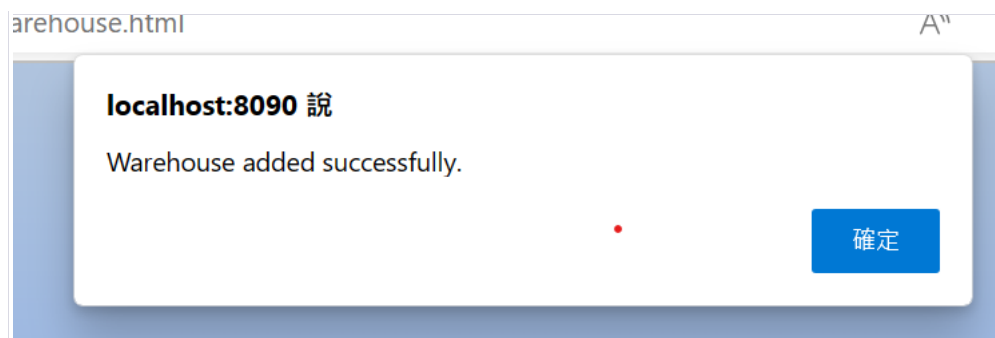 arehouse.html
localhost:8090 說
Warehouse added successfully.
確定